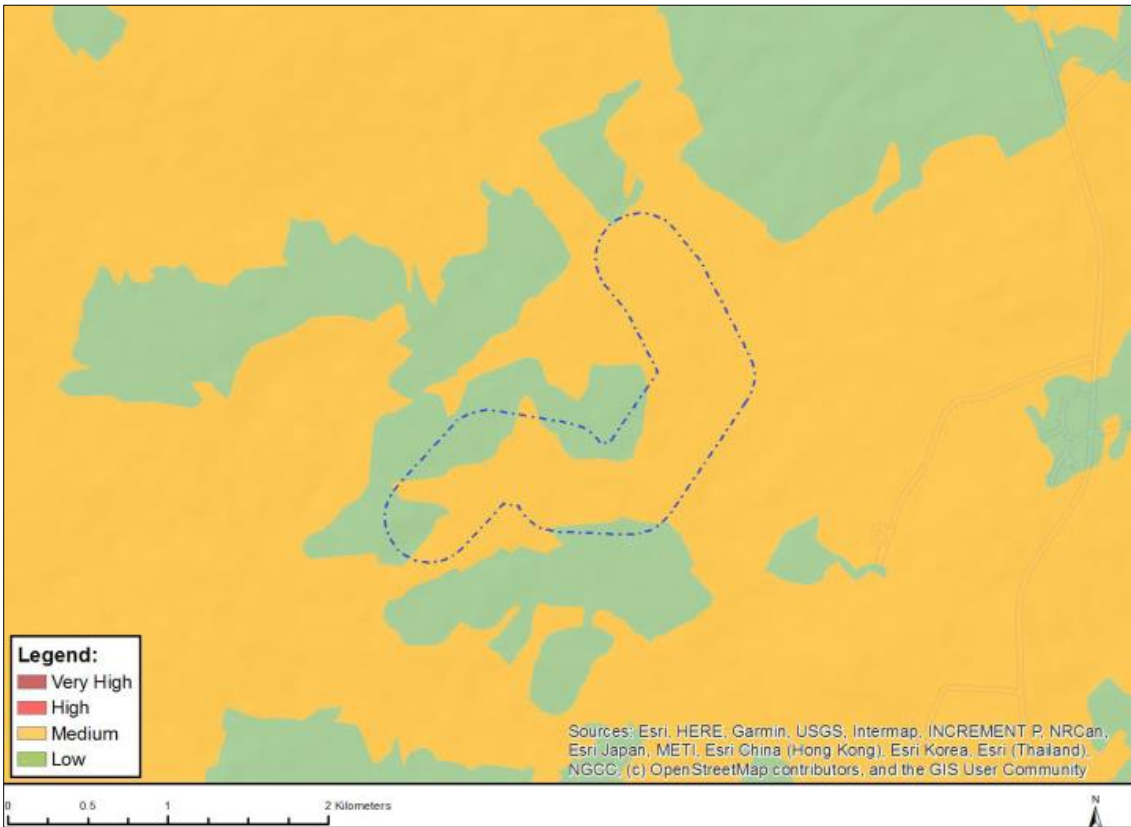 Legend:
Very High
High
Medium
Low
Sources: Esri, HERE, Garmin, USGS, Intermap, INCREMENT P, NRCan,
Esri Japan, METI, Esri China (Hong Kong), Esri Korea, Esri (Thailand),
NGCC, (c) OpenStreetMap contributors, and the GIS User Community
0 0.5 1 2 Kilometers
N